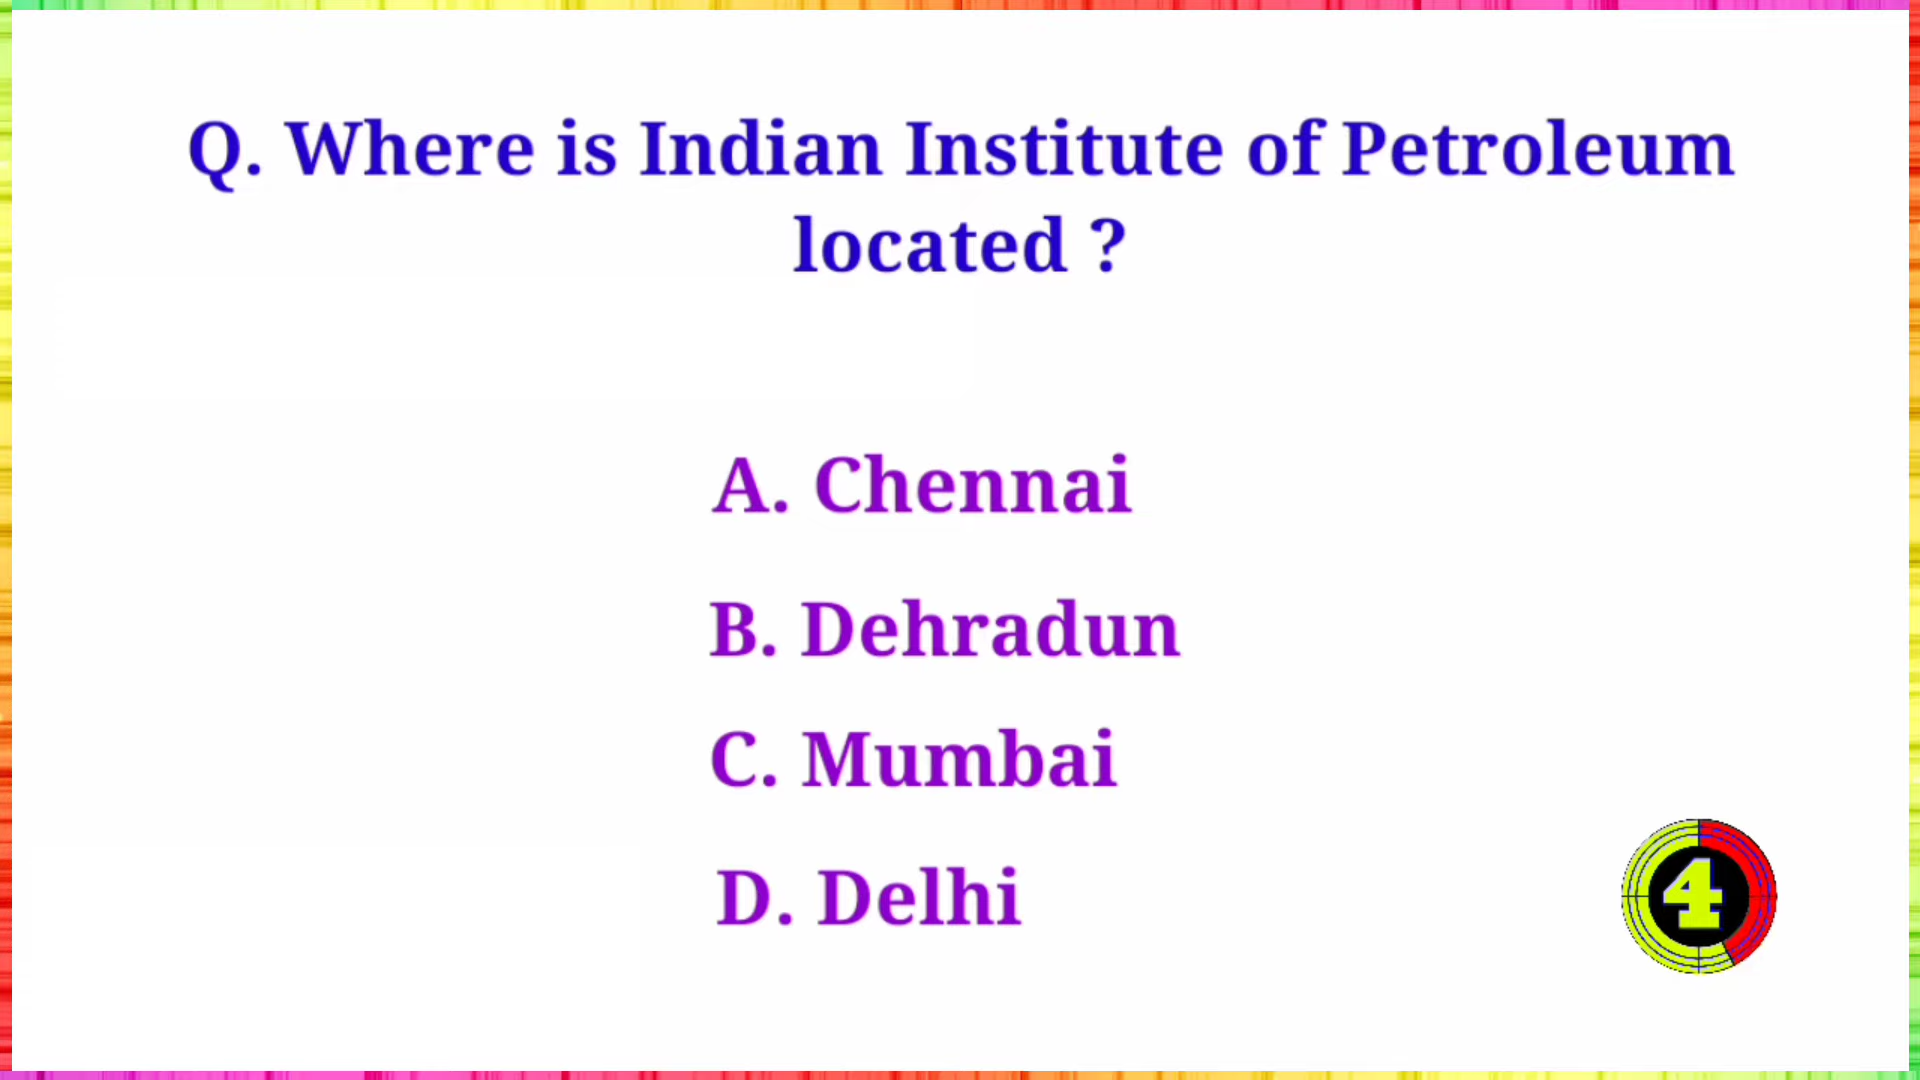 Q. Where is Indian Institute of Petroleum
located ?
A. Chennai
B. Dehradun
C. Mumbai
D. Delhi
4